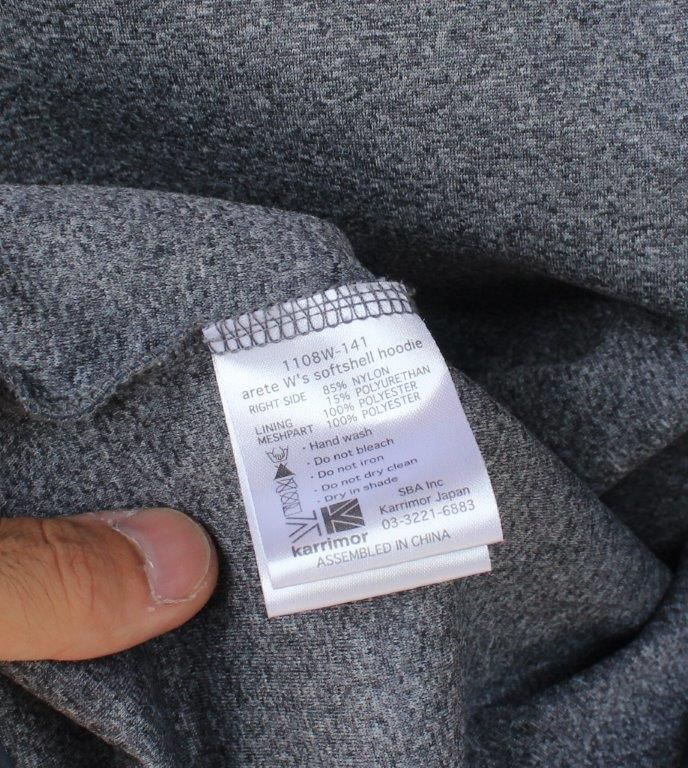 1108W-141
arete W's softshell hoodie
RIGHT SIDE 85% NYLON
15% POLYURETHAN
LINING 100% POLYESTER
MESHPART 100% POLYESTER
· Hand wash
· Do not bleach
· Do not iron
· Do not dry clean
· Dry in shade
SBA Inc
Karrimor Japan
03-3221-6883
karrimor
ASSEMBLED IN CHINA